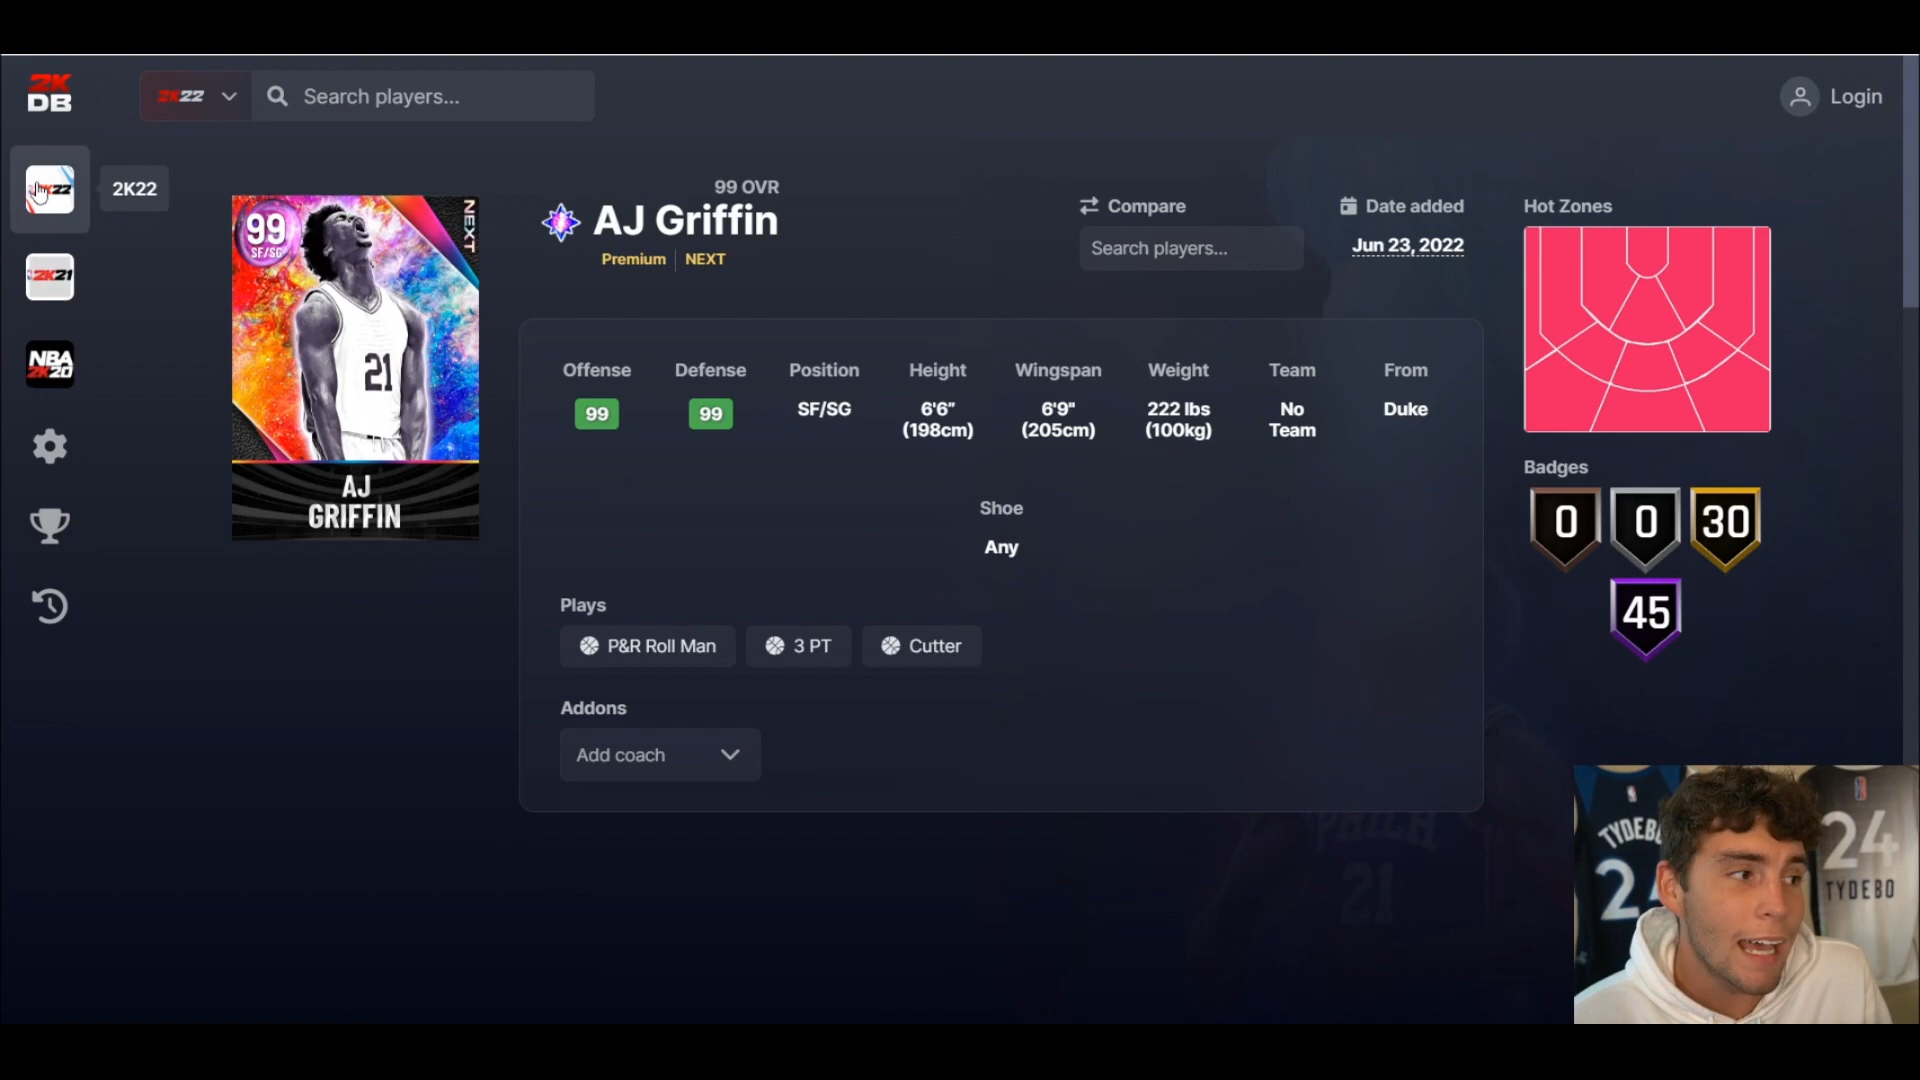 2K
DB
2K22
Search players...
Login
2K22
2K22
2K21
NBA
2K20
99
SF/SG
NEXT
21
AJ
GRIFFIN
99 OVR
AJ Griffin
Premium
NEXT
Compare
Search players...
Date added
Jun 23, 2022
Hot Zones
Offense
Defense
Position
Height
Wingspan
Weight
Team
From
99
99
SF/SG
6'6"
(198cm)
6'9"
(205cm)
222 lbs
(100kg)
No
Team
Duke
Shoe
Any
Plays
P&R Roll Man
3 PT
Cutter
Addons
Add coach
Badges
0
0
30
45
PHILA
21
TYDEBO
24
24
TYDEBO